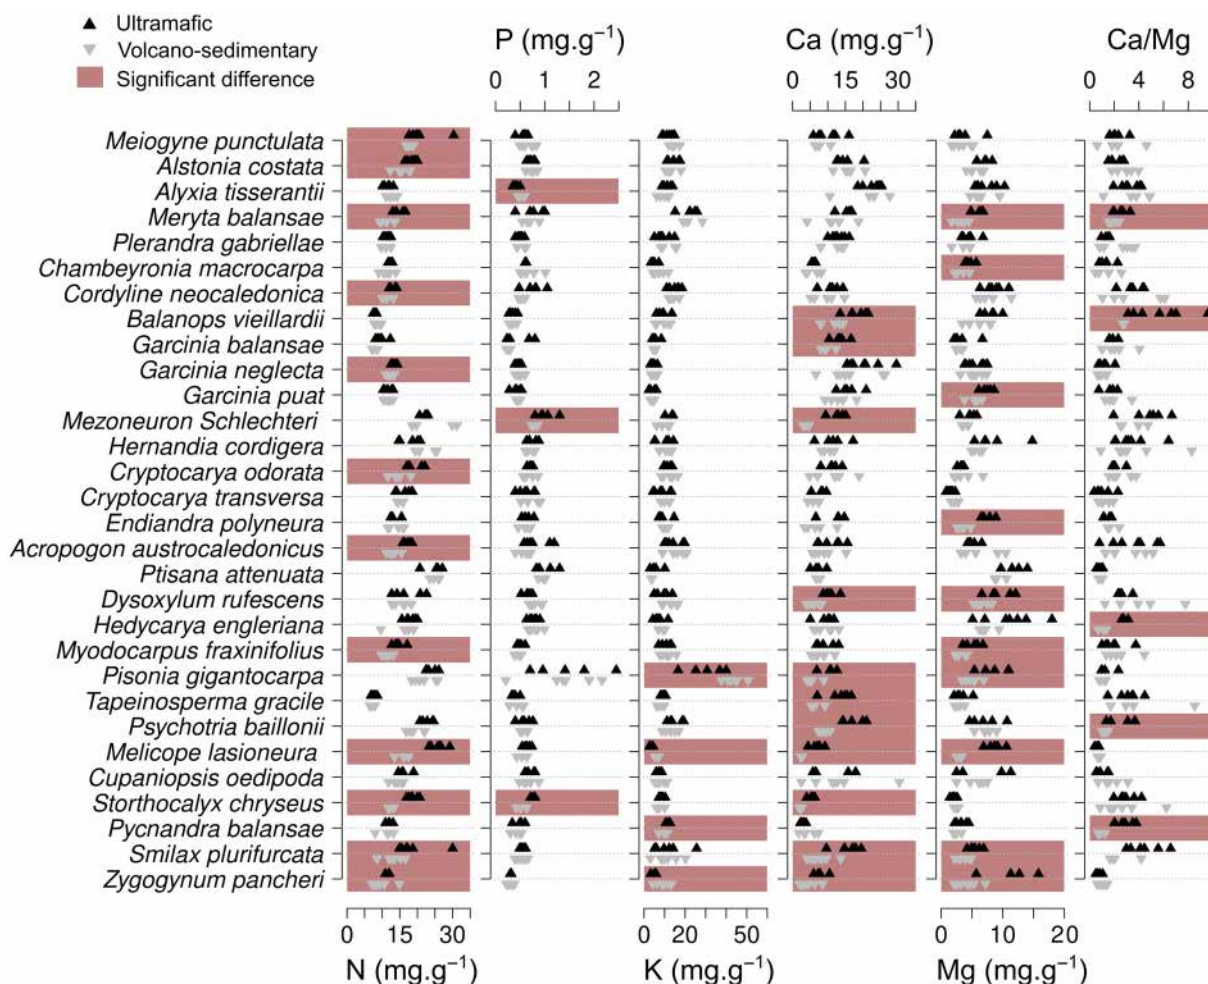 Ultramafic
Volcano-sedimentary
Significant difference
P (mg.g⁻¹)
Ca (mg.g⁻¹)
Ca/Mg
0 1 2
0 15 30
0 4 8
Meiogyne punctulata
Alstonia costata
Alyxia tisserantii
Meryta balansae
Plerandra gabriellae
Chambeyronia macrocarpa
Cordyline neocaledonica
Balanops vieillardii
Garcinia balansae
Garcinia neglecta
Garcinia puat
Mezoneuron Schlechteri
Hernandia cordigera
Cryptocarya odorata
Cryptocarya transversa
Endiandra polyneura
Acropogon austrocaledonicus
Ptisana attenuata
Dysoxylum rufescens
Hedycarya engleriana
Myodocarpus fraxinifolius
Pisonia gigantocarpa
Tapeinosperma gracile
Psychotria baillonii
Melicope lasioneura
Cupaniopsis oedipoda
Storthocalyx chryseus
Pycnandra balansae
Smilax plurifurcata
Zygogynum pancheri
0 15 30
0 20 50
0 10 20
N (mg.g⁻¹)
K (mg.g⁻¹)
Mg (mg.g⁻¹)